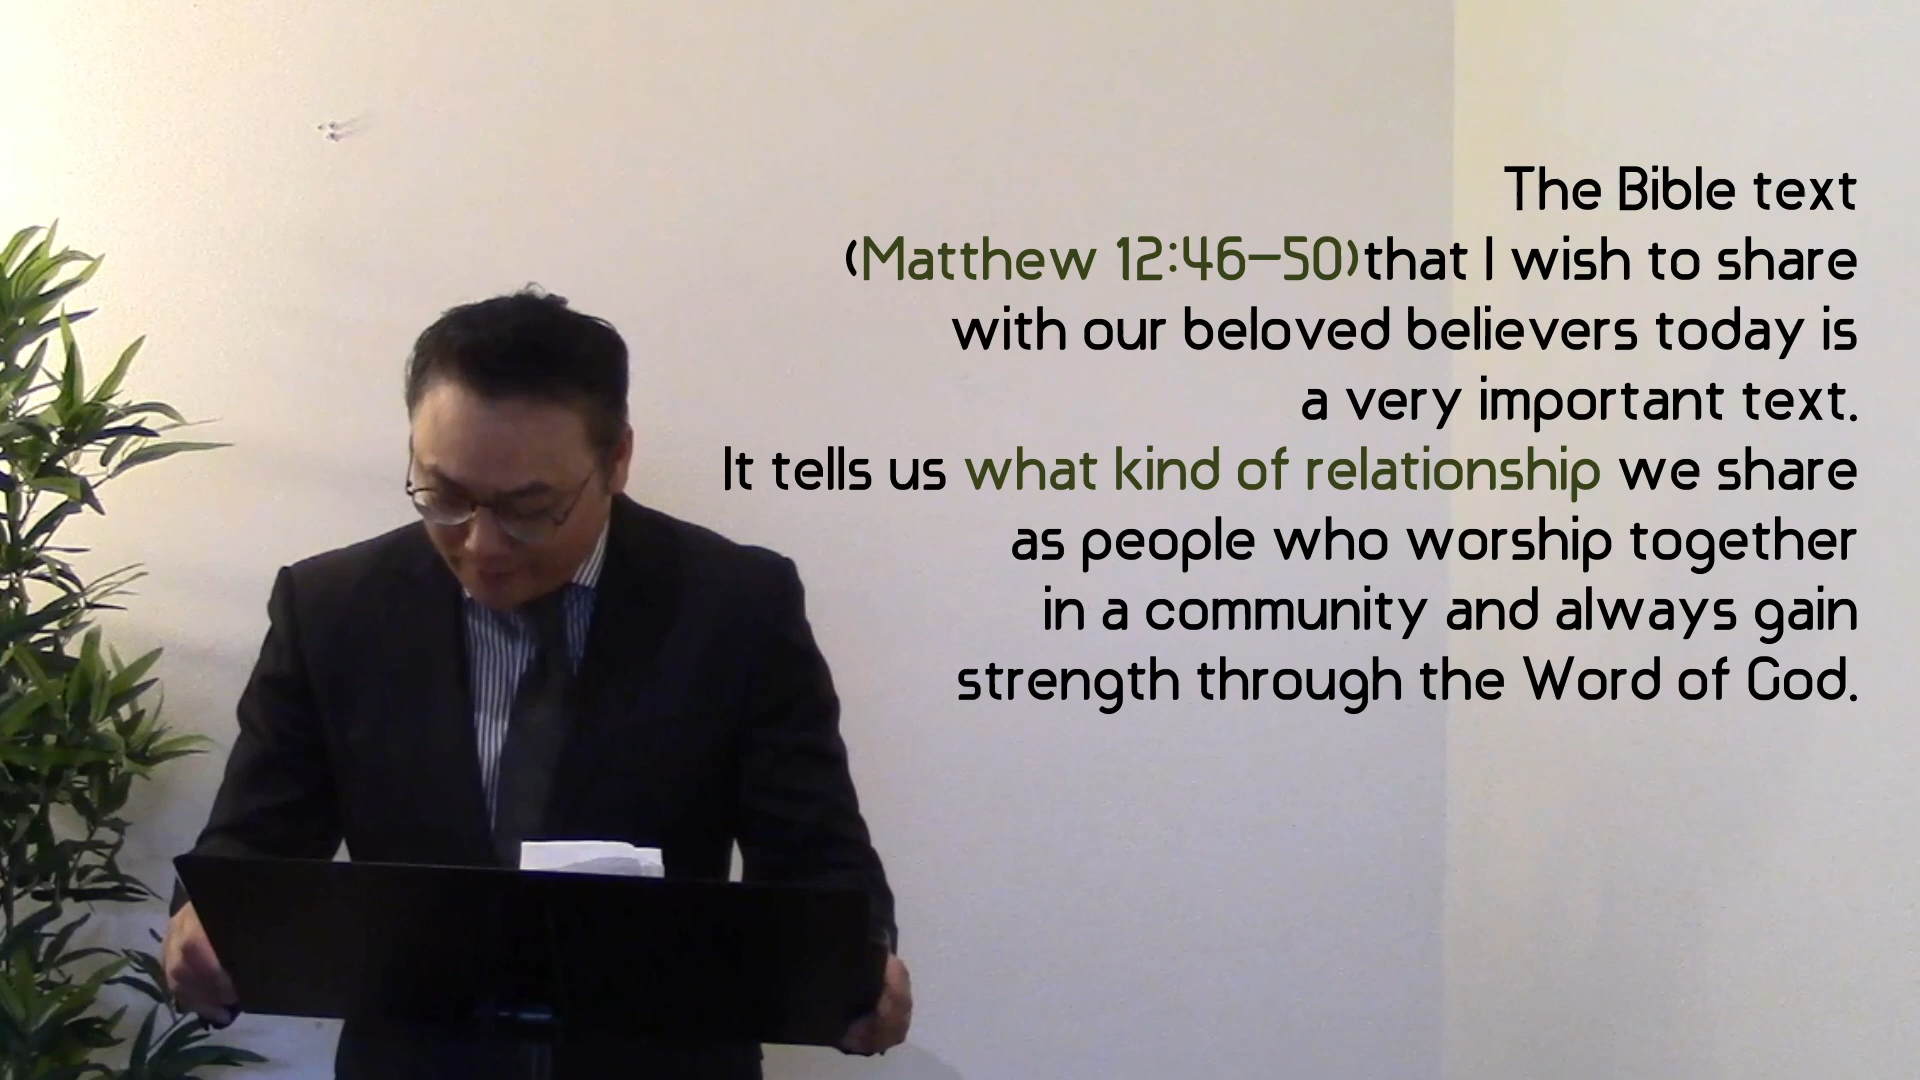 The Bible text
(Matthew 12:46-50)that I wish to share
with our beloved believers today is
a very important text.
It tells us what kind of relationship we share
as people who worship together
in a community and always gain
strength through the Word of God.